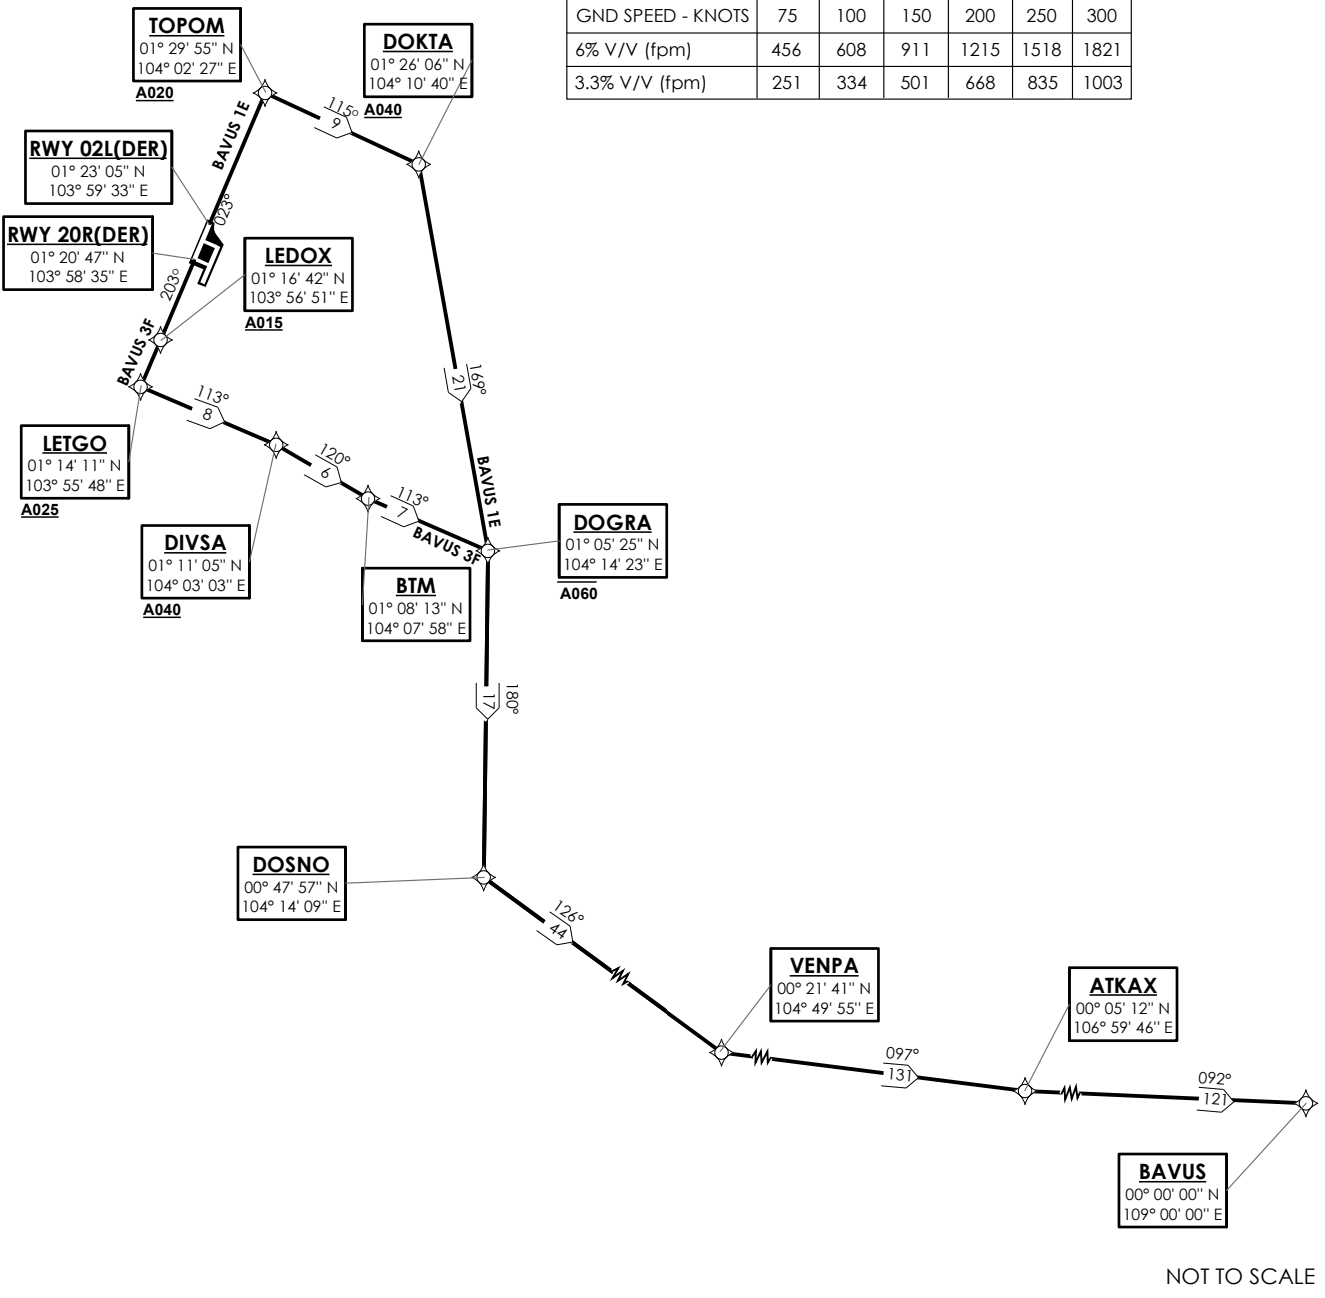 GND SPEED - KNOTS 75 100 150 200 250 300
6% V/V (fpm) 456 608 911 1215 1518 1821
3.3% V/V (fpm) 251 334 501 668 835 1003
TOPOM
01° 29' 55" N
104° 02' 27" E
A020
DOKTA
01° 26' 06" N
104° 10' 40" E
A040
115°
9
BAVUS 1E
RWY 02L(DER)
01° 23' 05" N
103° 59' 33" E
023°
RWY 20R(DER)
01° 20' 47" N
103° 58' 35" E
203°
LEDOX
01° 16' 42" N
103° 56' 51" E
A015
BAVUS 3F
169°
21
113°
8
LETGO
01° 14' 11" N
103° 55' 48" E
A025
120°
6
113°
7
BAVUS 1E
BAVUS 3F
DOGRA
01° 05' 25" N
104° 14' 23" E
A060
DIVSA
01° 11' 05" N
104° 03' 03" E
A040
BTM
01° 08' 13" N
104° 07' 58" E
180°
17
DOSNO
00° 47' 57" N
104° 14' 09" E
126°
44
VENPA
00° 21' 41" N
104° 49' 55" E
ATKAX
00° 05' 12" N
106° 59' 46" E
097°
131
092°
121
BAVUS
00° 00' 00" N
109° 00' 00" E
NOT TO SCALE